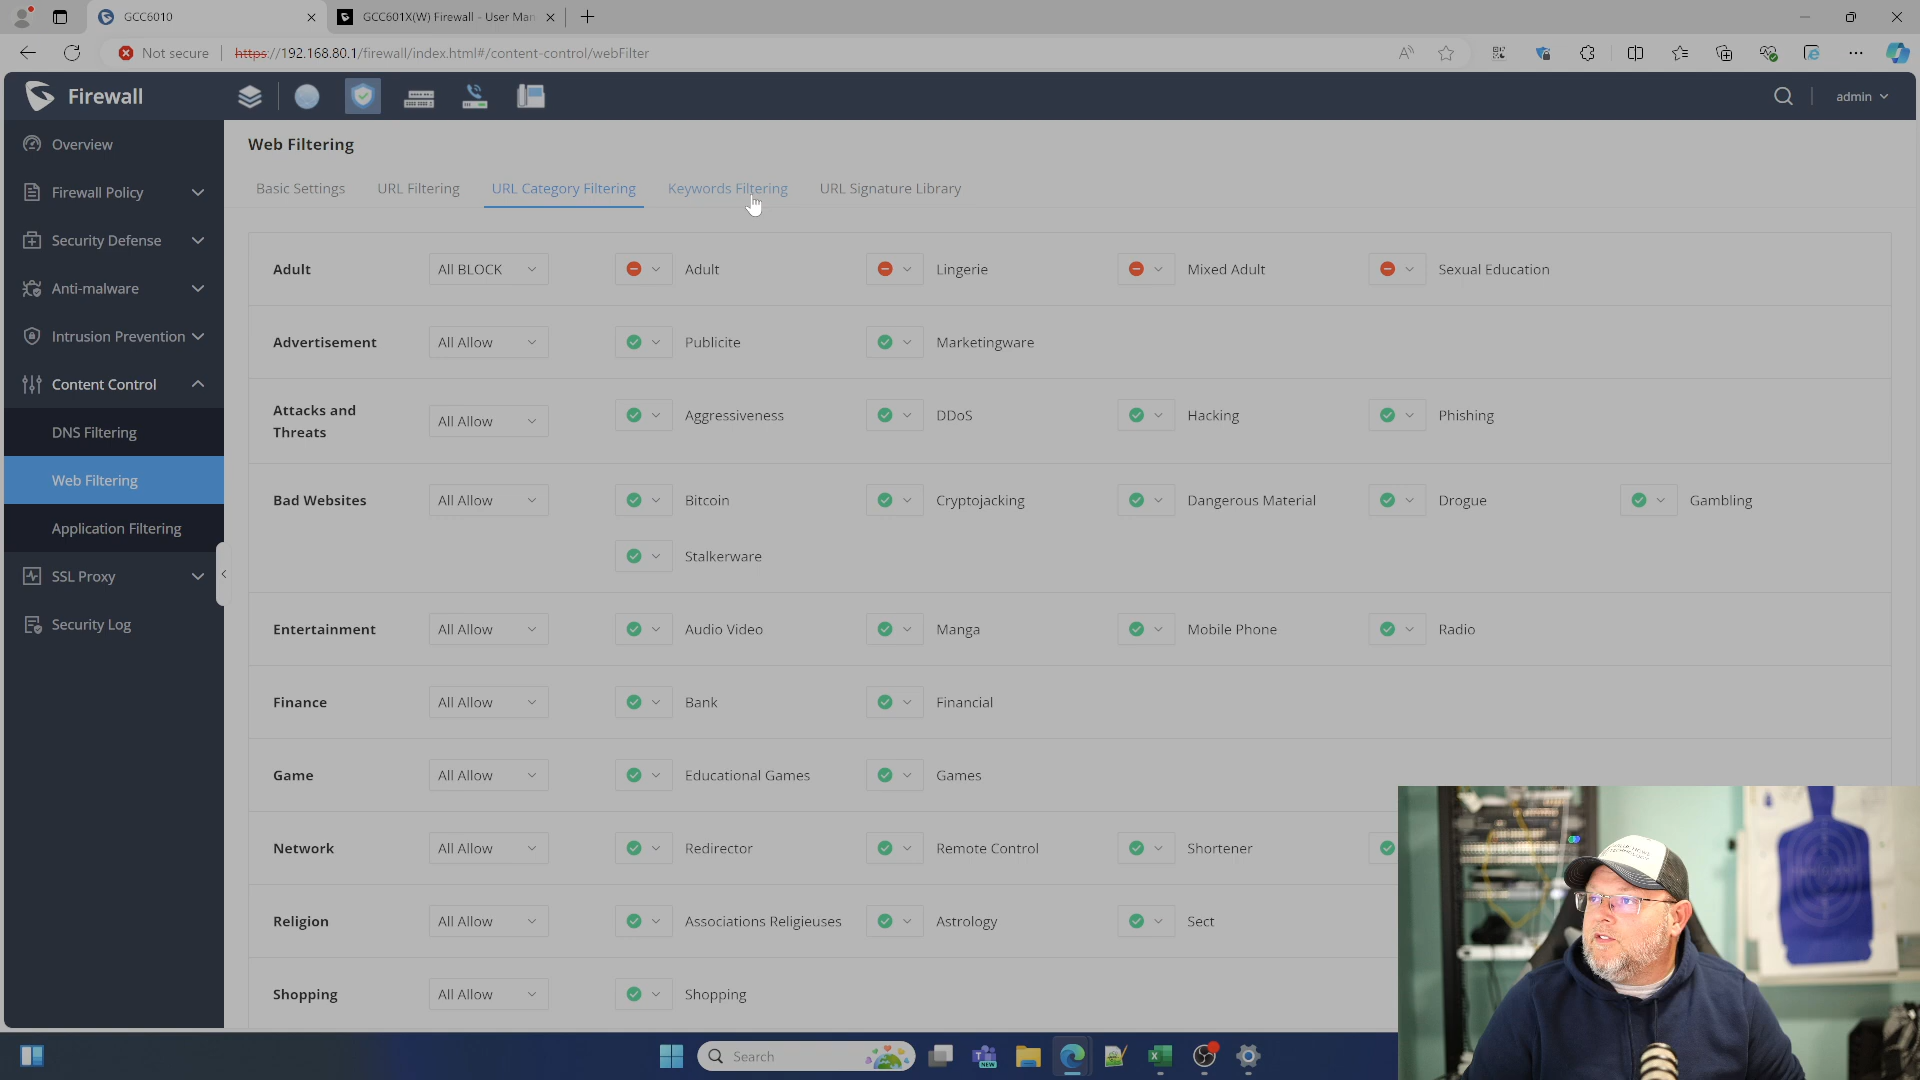 GCC6010
GCC601X(W) Firewall - User Man
Not secure
https://192.168.80.1/firewall/index.html#/content-control/webFilter
Firewall
admin
Overview
Firewall Policy
Security Defense
Anti-malware
Intrusion Prevention
Content Control
DNS Filtering
Web Filtering
Application Filtering
SSL Proxy
Security Log
Web Filtering
Basic Settings URL Filtering URL Category Filtering Keywords Filtering URL Signature Library
Adult All BLOCK Adult Lingerie Mixed Adult Sexual Education
Advertisement All Allow Publicite Marketingware
Attacks and
Threats
All Allow Aggressiveness DDoS Hacking Phishing
Bad Websites All Allow Bitcoin Cryptojacking Dangerous Material Drogue Gambling
Stalkerware
Entertainment All Allow Audio Video Manga Mobile Phone Radio
Finance All Allow Bank Financial
Game All Allow Educational Games Games
Network All Allow Redirector Remote Control Shortener
Religion All Allow Associations Religieuses Astrology Sect
Shopping All Allow Shopping
Search
NEW